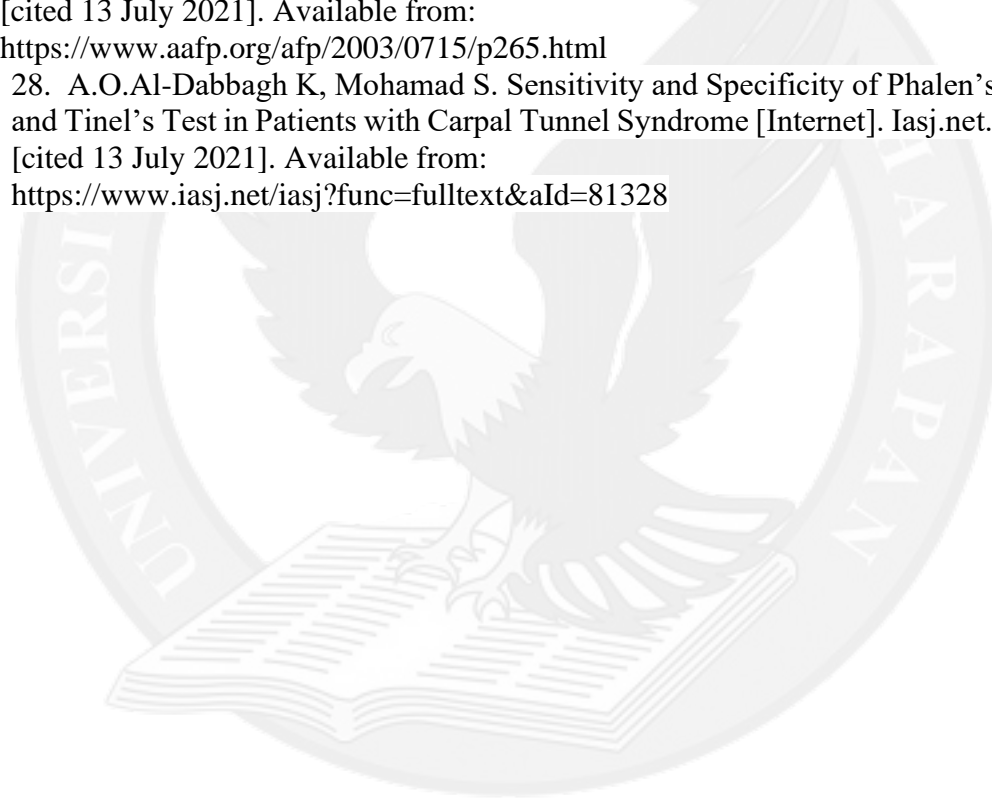 [cited 13 July 2021]. Available from:
https://www.aafp.org/afp/2003/0715/p265.html
28. A.O.Al-Dabbagh K, Mohamad S. Sensitivity and Specificity of Phalen’s
and Tinel’s Test in Patients with Carpal Tunnel Syndrome [Internet]. Iasj.net.
[cited 13 July 2021]. Available from:
https://www.iasj.net/iasj?func=fulltext&aId=81328
UNIVERSI
HARAPAN